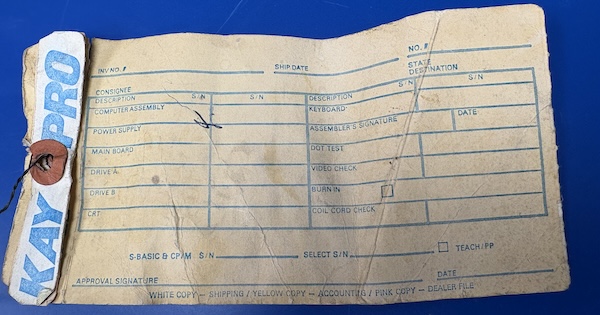 KAY PRO
NO. #
INV NO. # SHIP DATE STATE
DESTINATION
CONSIGNEE
DESCRIPTION S/N S/N DESCRIPTION S/N
COMPUTER ASSEMBLY KEYBOARD
POWER SUPPLY ASSEMBLER'S SIGNATURE DATE
MAIN BOARD DOT TEST
DRIVE A VIDEO CHECK
DRIVE B BURN IN
CRT COIL CORD CHECK
S-BASIC & CP/M S/N SELECT S/N TEACH/PP
APPROVAL SIGNATURE DATE
WHITE COPY — SHIPPING / YELLOW COPY — ACCOUNTING / PINK COPY — DEALER FILE